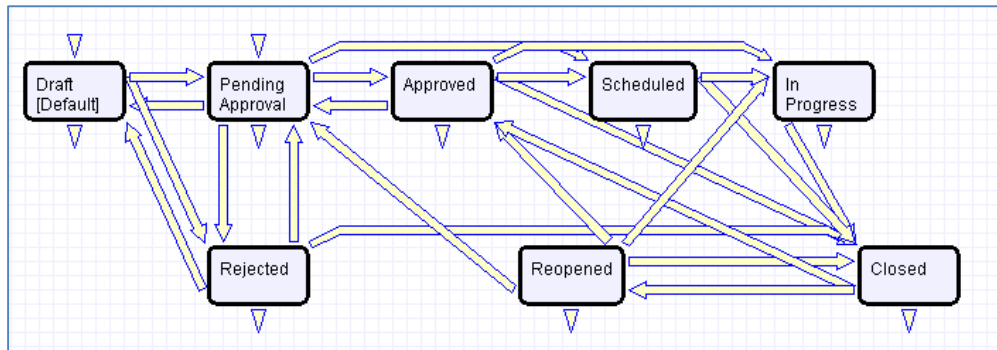 Draft
[Default]
Pending
Approval
Approved
Scheduled
In
Progress
Rejected
Reopened
Closed